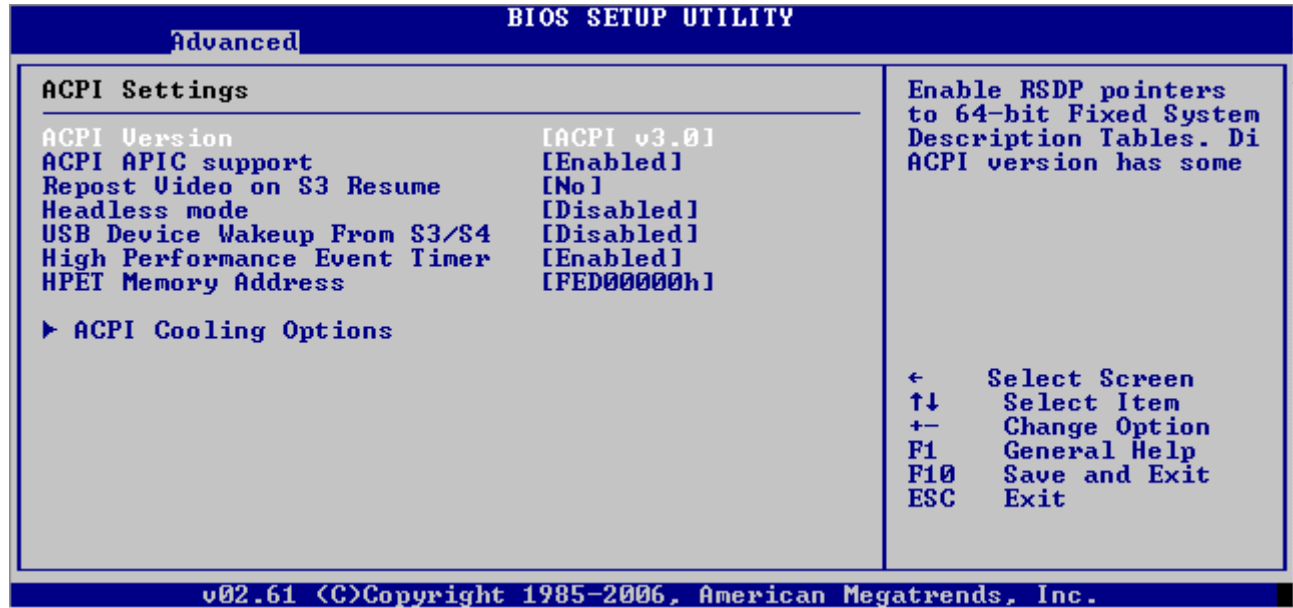 BIOS SETUP UTILITY
Advanced
ACPI Settings
ACPI Version [ACPI v3.0]
ACPI APIC support [Enabled]
Repost Video on S3 Resume [No]
Headless mode [Disabled]
USB Device Wakeup From S3/S4 [Disabled]
High Performance Event Timer [Enabled]
HPET Memory Address [FED00000h]
▶ ACPI Cooling Options
Enable RSDP pointers
to 64-bit Fixed System
Description Tables. Di
ACPI version has some
← Select Screen
↑↓ Select Item
+- Change Option
F1 General Help
F10 Save and Exit
ESC Exit
v02.61 (C)Copyright 1985-2006, American Megatrends, Inc.